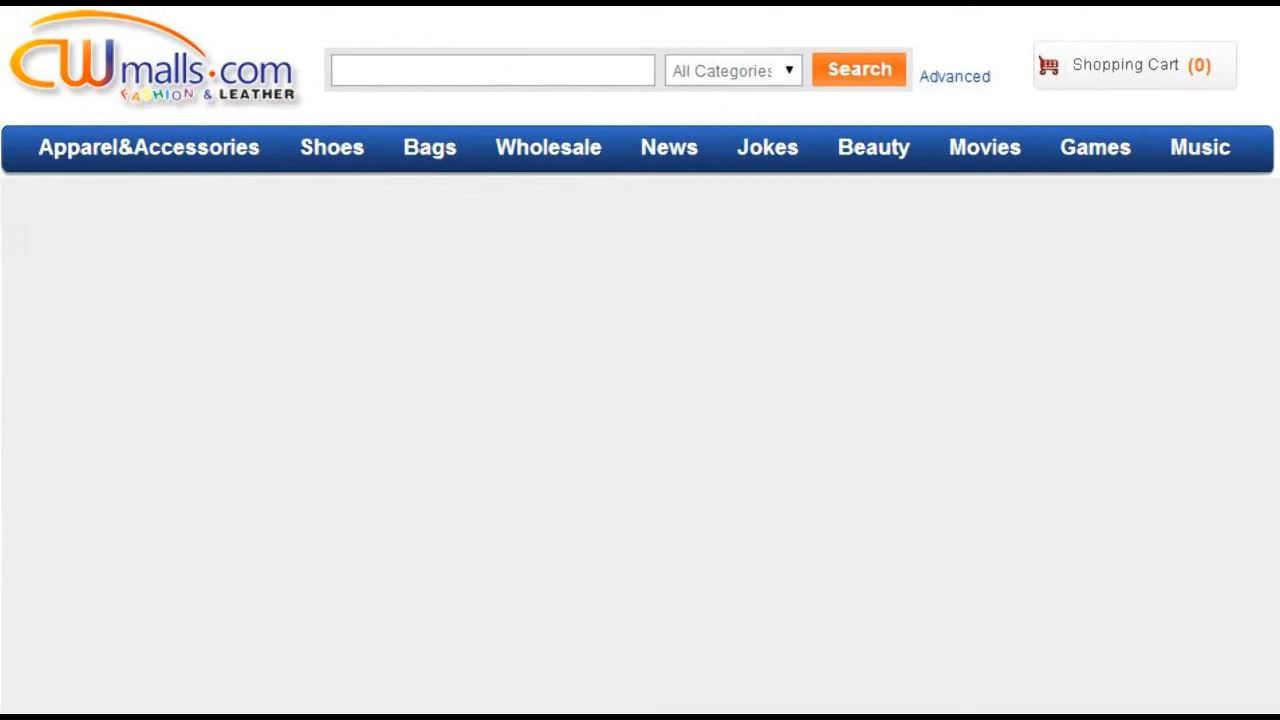 CWmalls.com
FASHION & LEATHER
All Categories Search Advanced
Shopping Cart (0)
Apparel&Accessories Shoes Bags Wholesale News Jokes Beauty Movies Games Music